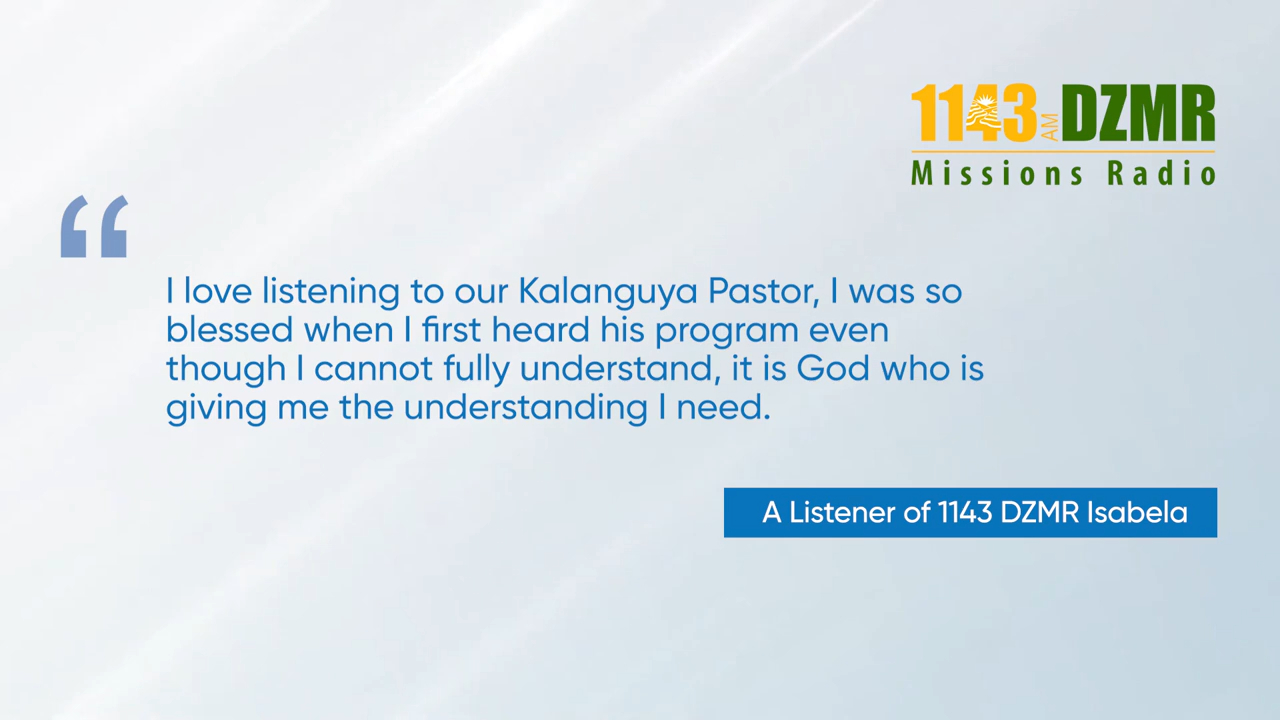 1143 AM DZMR
Missions Radio
“
I love listening to our Kalanguya Pastor, I was so
blessed when I first heard his program even
though I cannot fully understand, it is God who is
giving me the understanding I need.
A Listener of 1143 DZMR Isabela